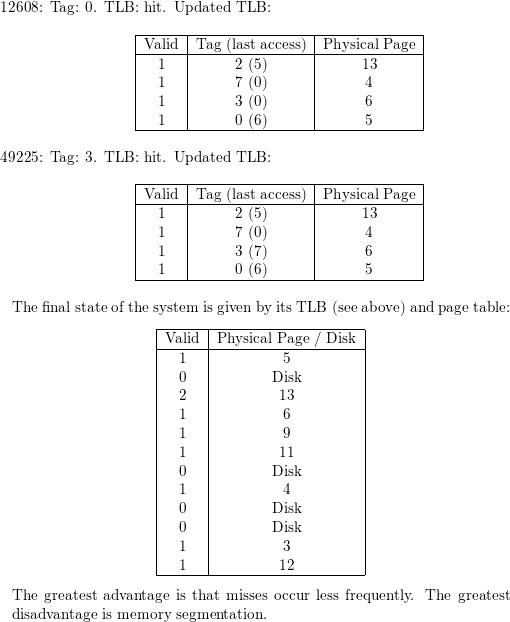 12608: Tag: 0. TLB: hit. Updated TLB:
Valid Tag (last access) Physical Page
1 2 (5) 13
1 7 (0) 4
1 3 (0) 6
1 0 (6) 5
49225: Tag: 3. TLB: hit. Updated TLB:
Valid Tag (last access) Physical Page
1 2 (5) 13
1 7 (0) 4
1 3 (7) 6
1 0 (6) 5
The final state of the system is given by its TLB (see above) and page table:
Valid Physical Page / Disk
1 5
0 Disk
2 13
1 6
1 9
1 11
0 Disk
1 4
0 Disk
0 Disk
1 3
1 12
The greatest advantage is that misses occur less frequently. The greatest
disadvantage is memory segmentation.